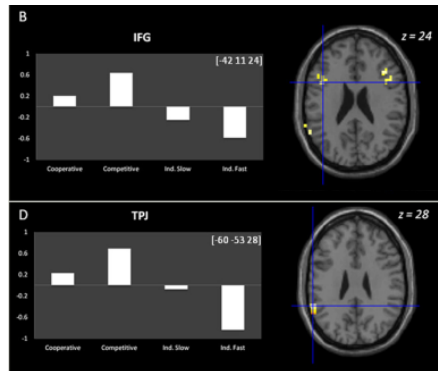 B
IFG
z = 24
[-42 11 24]
1
0.6
0.2
-0.2
-0.6
-1
Cooperative Competitive Ind. Slow Ind. Fast
D
TPJ
z = 28
[-60 -53 28]
1
0.6
0.2
-0.2
-0.6
-1
Cooperative Competitive Ind. Slow Ind. Fast